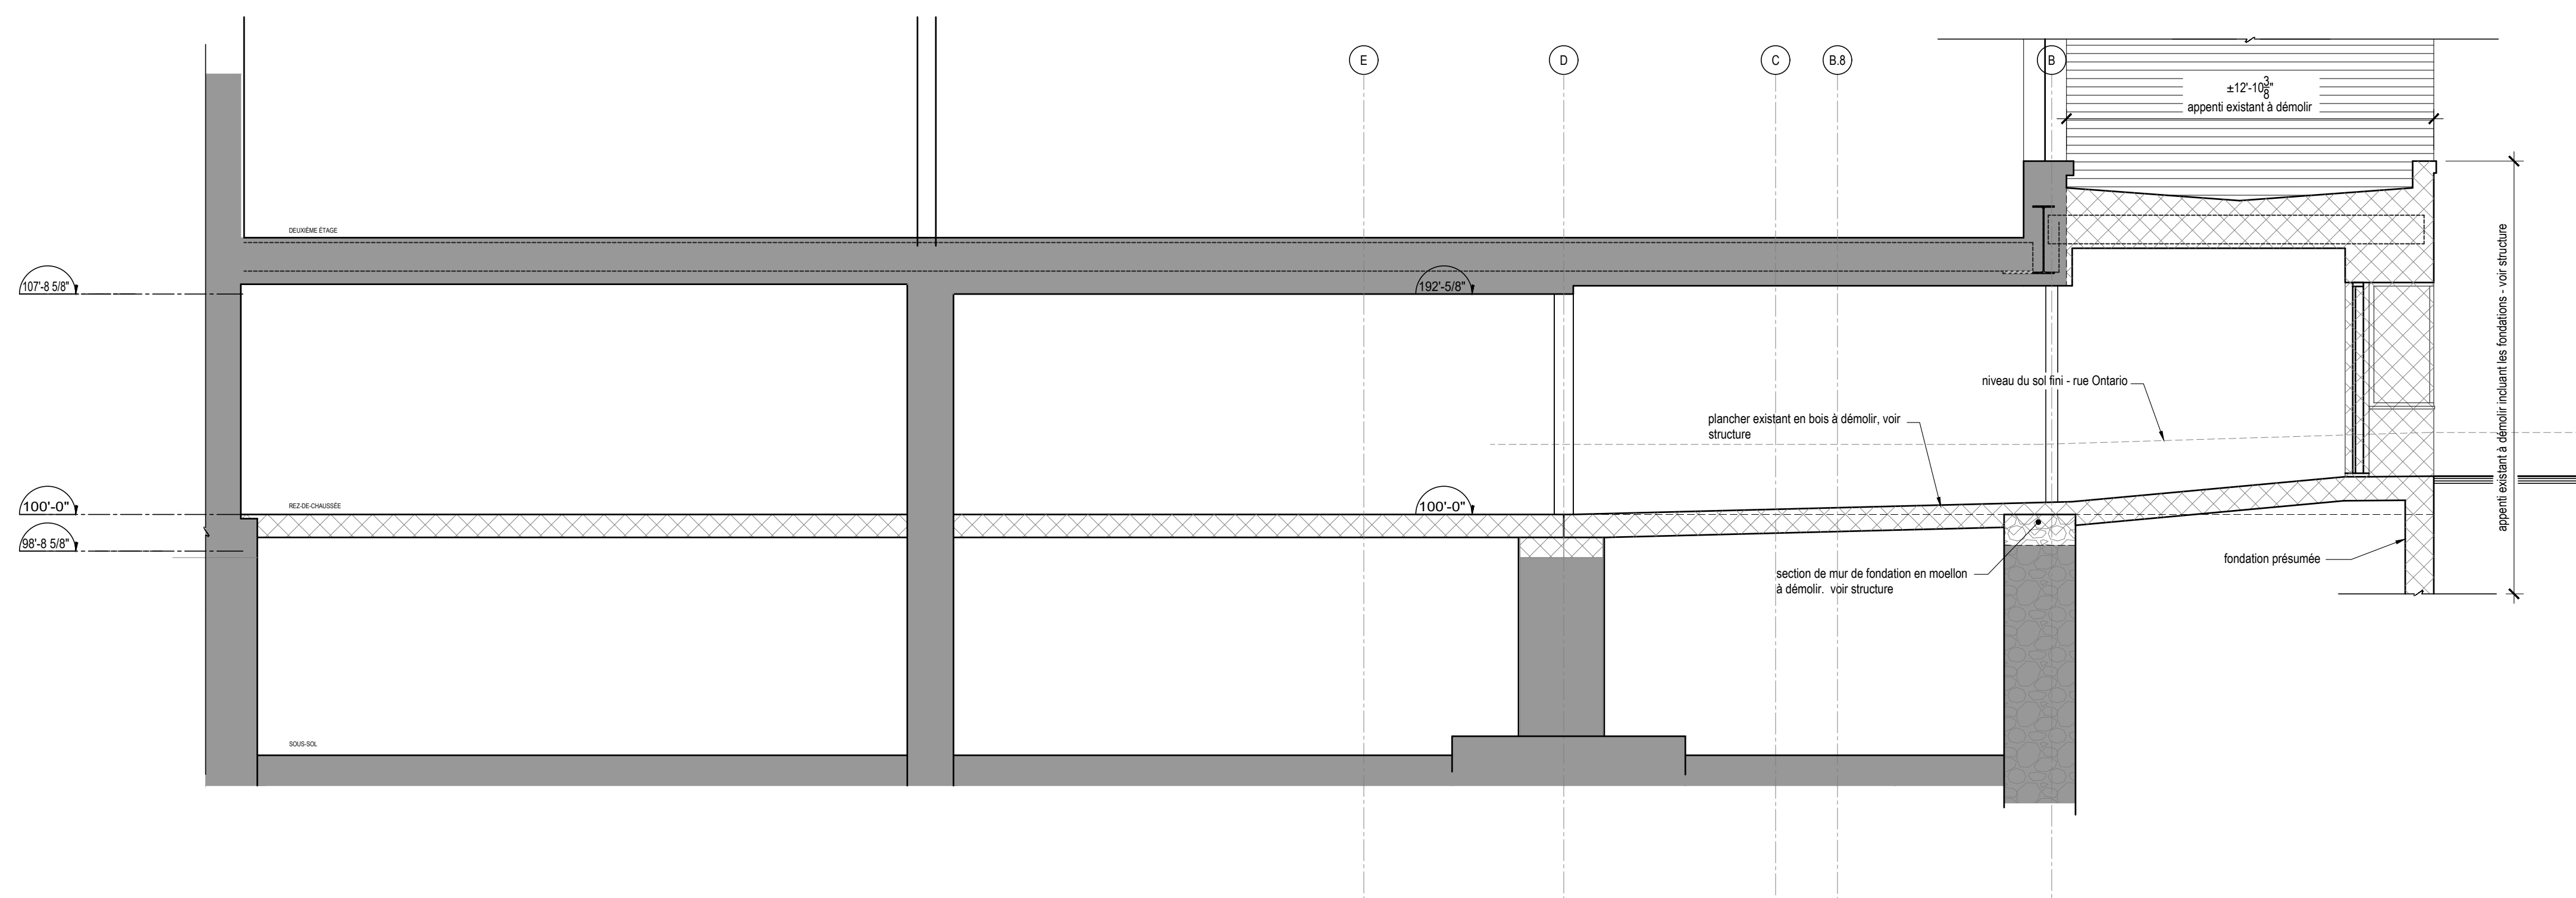 E
D
C
B.8
B
±12'-10 3/8"
appenti existant à démolir
DEUXIÈME ÉTAGE
107'-8 5/8"
192'-5/8"
appenti existant à démolir incluant les fondations - voir structure
niveau du sol fini - rue Ontario
plancher existant en bois à démolir, voir
structure
100'-0"
REZ-DE-CHAUSSÉE
100'-0"
98'-8 5/8"
fondation présumée
section de mur de fondation en moellon
à démolir. voir structure
SOUS-SOL